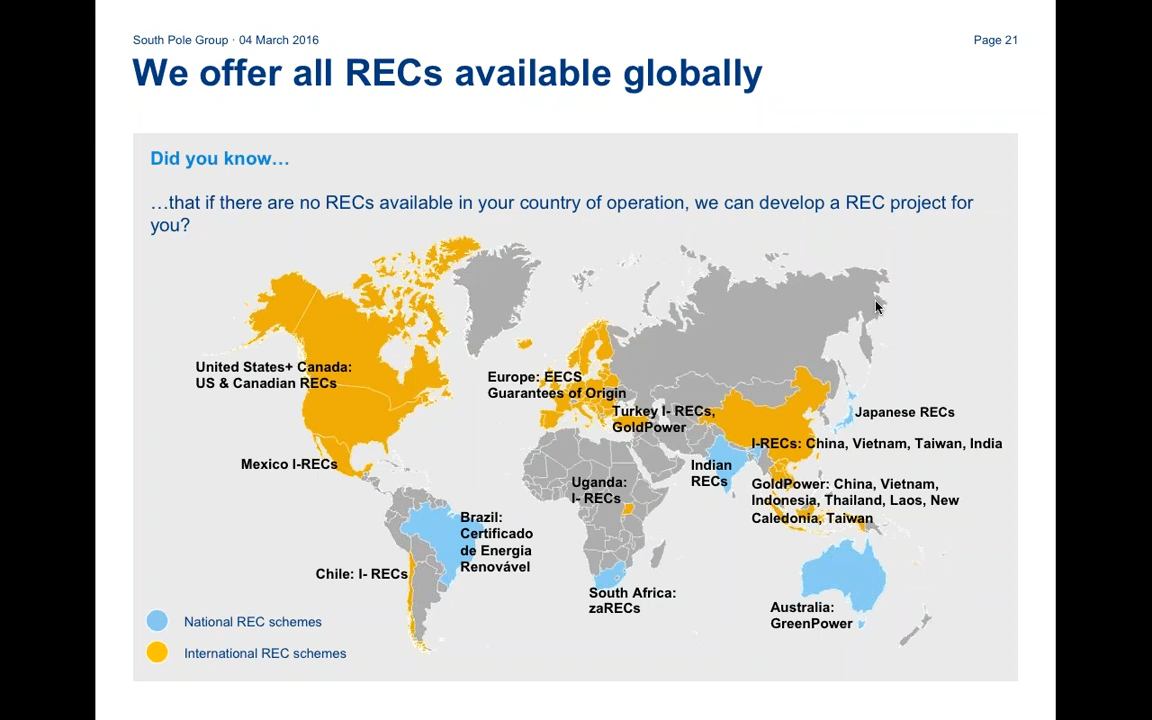 South Pole Group · 04 March 2016
Page 21
We offer all RECs available globally
Did you know…
…that if there are no RECs available in your country of operation, we can develop a REC project for
you?
United States+ Canada:
US & Canadian RECs
Europe: EECS
Guarantees of Origin
Turkey I- RECs,
GoldPower
Japanese RECs
I-RECs: China, Vietnam, Taiwan, India
Mexico I-RECs
Indian
RECs
Uganda:
I- RECs
GoldPower: China, Vietnam,
Indonesia, Thailand, Laos, New
Caledonia, Taiwan
Brazil:
Certificado
de Energia
Renovável
Chile: I- RECs
South Africa:
zaRECs
Australia:
GreenPower
National REC schemes
International REC schemes